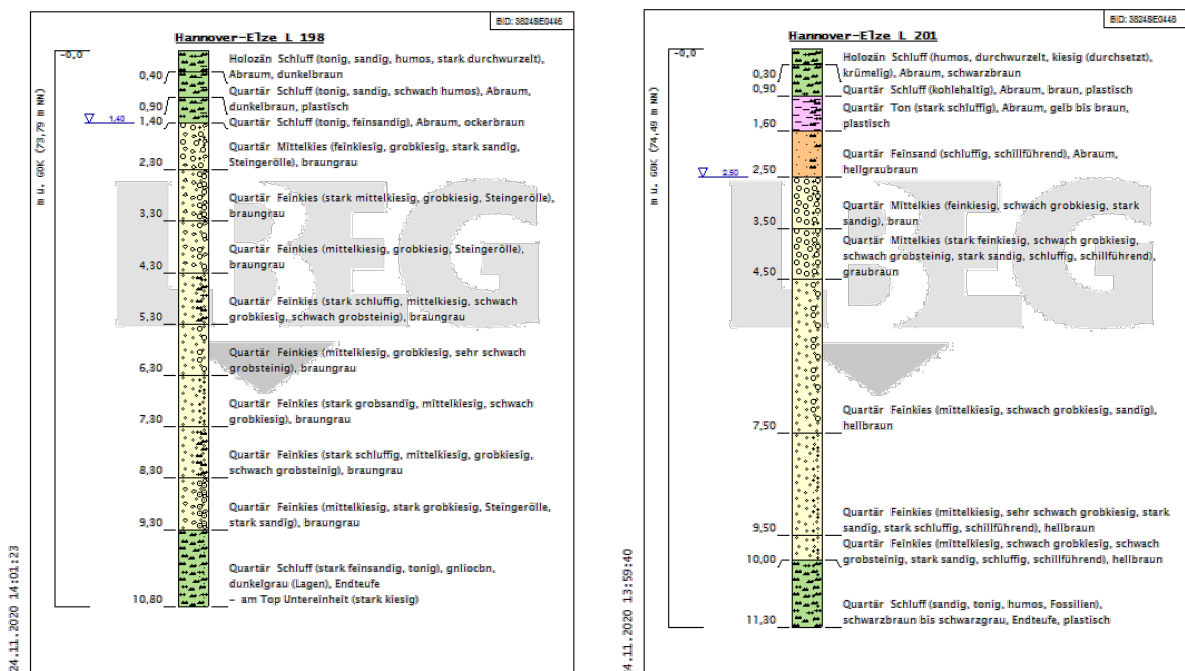 BID: 3624SE0446
Hannover-Elze L 198
m u. GOK (73,79 m NN)
-0,0
Holozän Schluff (tonig, sandig, humos, stark durchwurzelt),
0,40
Abraum, dunkelbraun
Quartär Schluff (tonig, sandig, schwach humos), Abraum,
0,90
dunkelbraun, plastisch
1,40
1,40
Quartär Schluff (tonig, feinsandig), Abraum, ockerbraun
Quartär Mittelkies (feinkiesig, grobkiesig, stark sandig,
2,30
Steingerölle), braungrau
Quartär Feinkies (stark mittelkiesig, grobkiesig, Steingerölle),
3,30
braungrau
Quartär Feinkies (mittelkiesig, grobkiesig, Steingerölle),
4,30
braungrau
Quartär Feinkies (stark schluffig, mittelkiesig, schwach
5,30
grobkiesig, schwach grobsteinig), braungrau
Quartär Feinkies (mittelkiesig, grobkiesig, sehr schwach
6,30
grobsteinig), braungrau
Quartär Feinkies (stark grobsandig, mittelkiesig, schwach
7,30
grobkiesig), braungrau
Quartär Feinkies (stark schluffig, mittelkiesig, grobkiesig,
8,30
schwach grobsteinig), braungrau
Quartär Feinkies (mittelkiesig, stark grobkiesig, Steingerölle,
9,30
stark sandig), braungrau
Quartär Schluff (stark feinsandig, tonig), gnliocbn,
dunkelgrau (Lagen), Endteufe
10,80
- am Top Untereinheit (stark kiesig)
24.11.2020 14:01:23
LBEG
BID: 3624SE0448
Hannover-Elze L 201
m u. GOK (74,49 m NN)
-0,0
Holozän Schluff (humos, durchwurzelt, kiesig (durchsetzt),
0,30
krümelig), Abraum, schwarzbraun
0,90
Quartär Schluff (kohlehaltig), Abraum, braun, plastisch
Quartär Ton (stark schluffig), Abraum, gelb bis braun,
1,60
plastisch
Quartär Feinsand (schluffig, schillführend), Abraum,
2,50
2,50
hellgraubraun
Quartär Mittelkies (feinkiesig, schwach grobkiesig, stark
3,50
sandig), braun
Quartär Mittelkies (stark feinkiesig, schwach grobkiesig,
schwach grobsteinig, stark sandig, schluffig, schillführend),
4,50
graubraun
Quartär Feinkies (mittelkiesig, schwach grobkiesig, sandig),
7,50
hellbraun
Quartär Feinkies (mittelkiesig, sehr schwach grobkiesig, stark
9,50
sandig, stark schluffig, schillführend), hellbraun
Quartär Feinkies (mittelkiesig, schwach grobkiesig, schwach
10,00
grobsteinig, stark sandig, schluffig, schillführend), hellbraun
Quartär Schluff (sandig, tonig, humos, Fossilien),
11,30
schwarzbraun bis schwarzgrau, Endteufe, plastisch
4.11.2020 13:59:40
LBEG